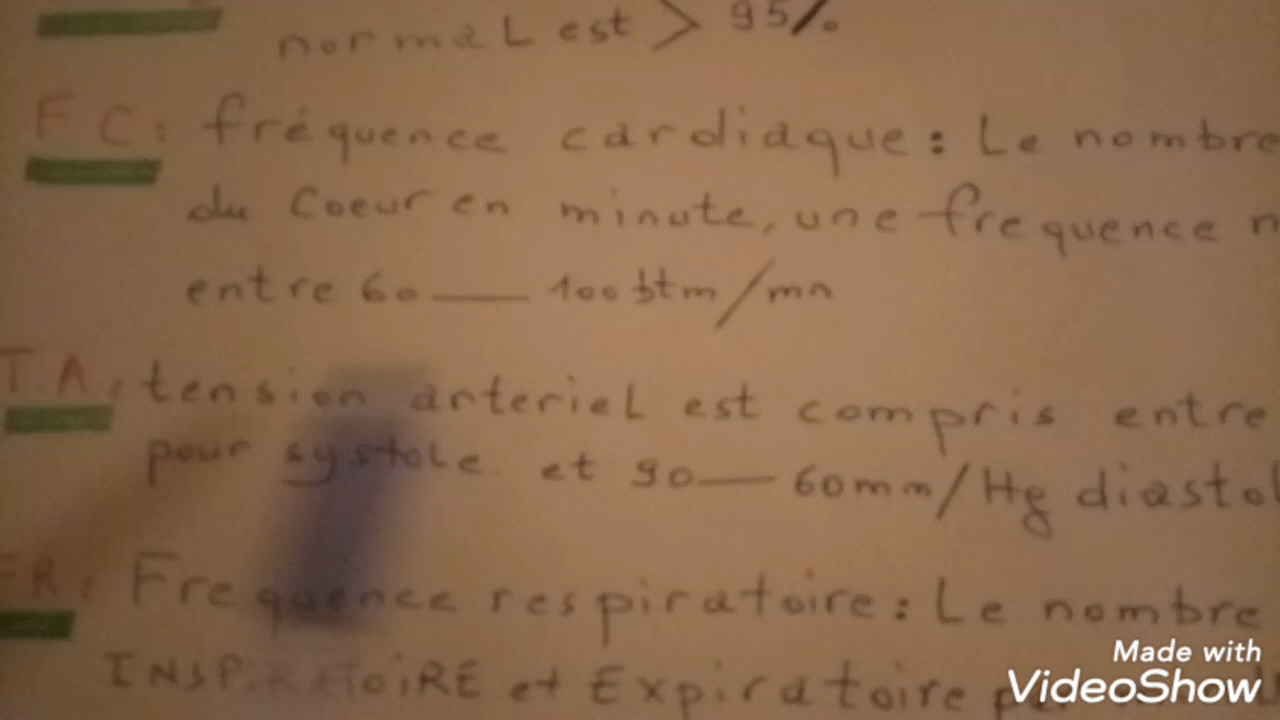 normal est > 95%
FC: fréquence cardiaque: Le nombre
du Coeur en minute, une frequence
entre 60 — 100 btm/mn
T.A: tension arteriel est compris entre
pour systole. et 90 — 60mm/Hg
FR: Frequence respiratoire: Le nombre
INSPIRATOIRE et Expiratoire
Made with
VideoShow